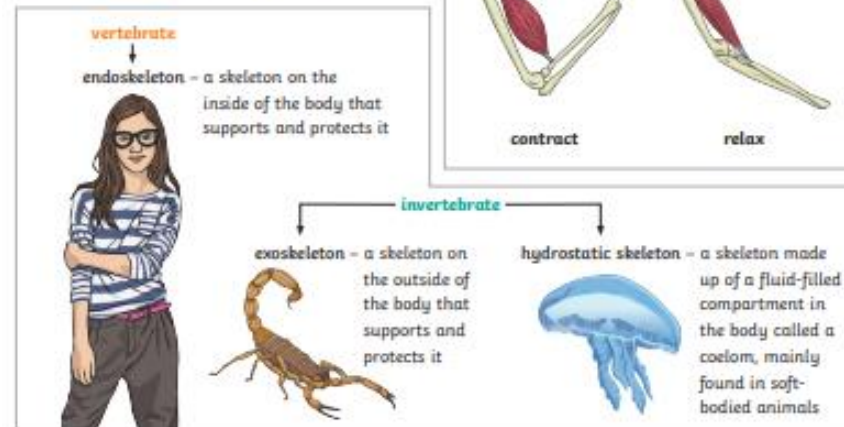 vertebrate
endoskeleton – a skeleton on the
inside of the body that
supports and protects it
contract
relax
invertebrate
exoskeleton – a skeleton on
the outside of
the body that
supports and
protects it
hydrostatic skeleton – a skeleton made
up of a fluid-filled
compartment in
the body called a
coelom, mainly
found in soft-
bodied animals